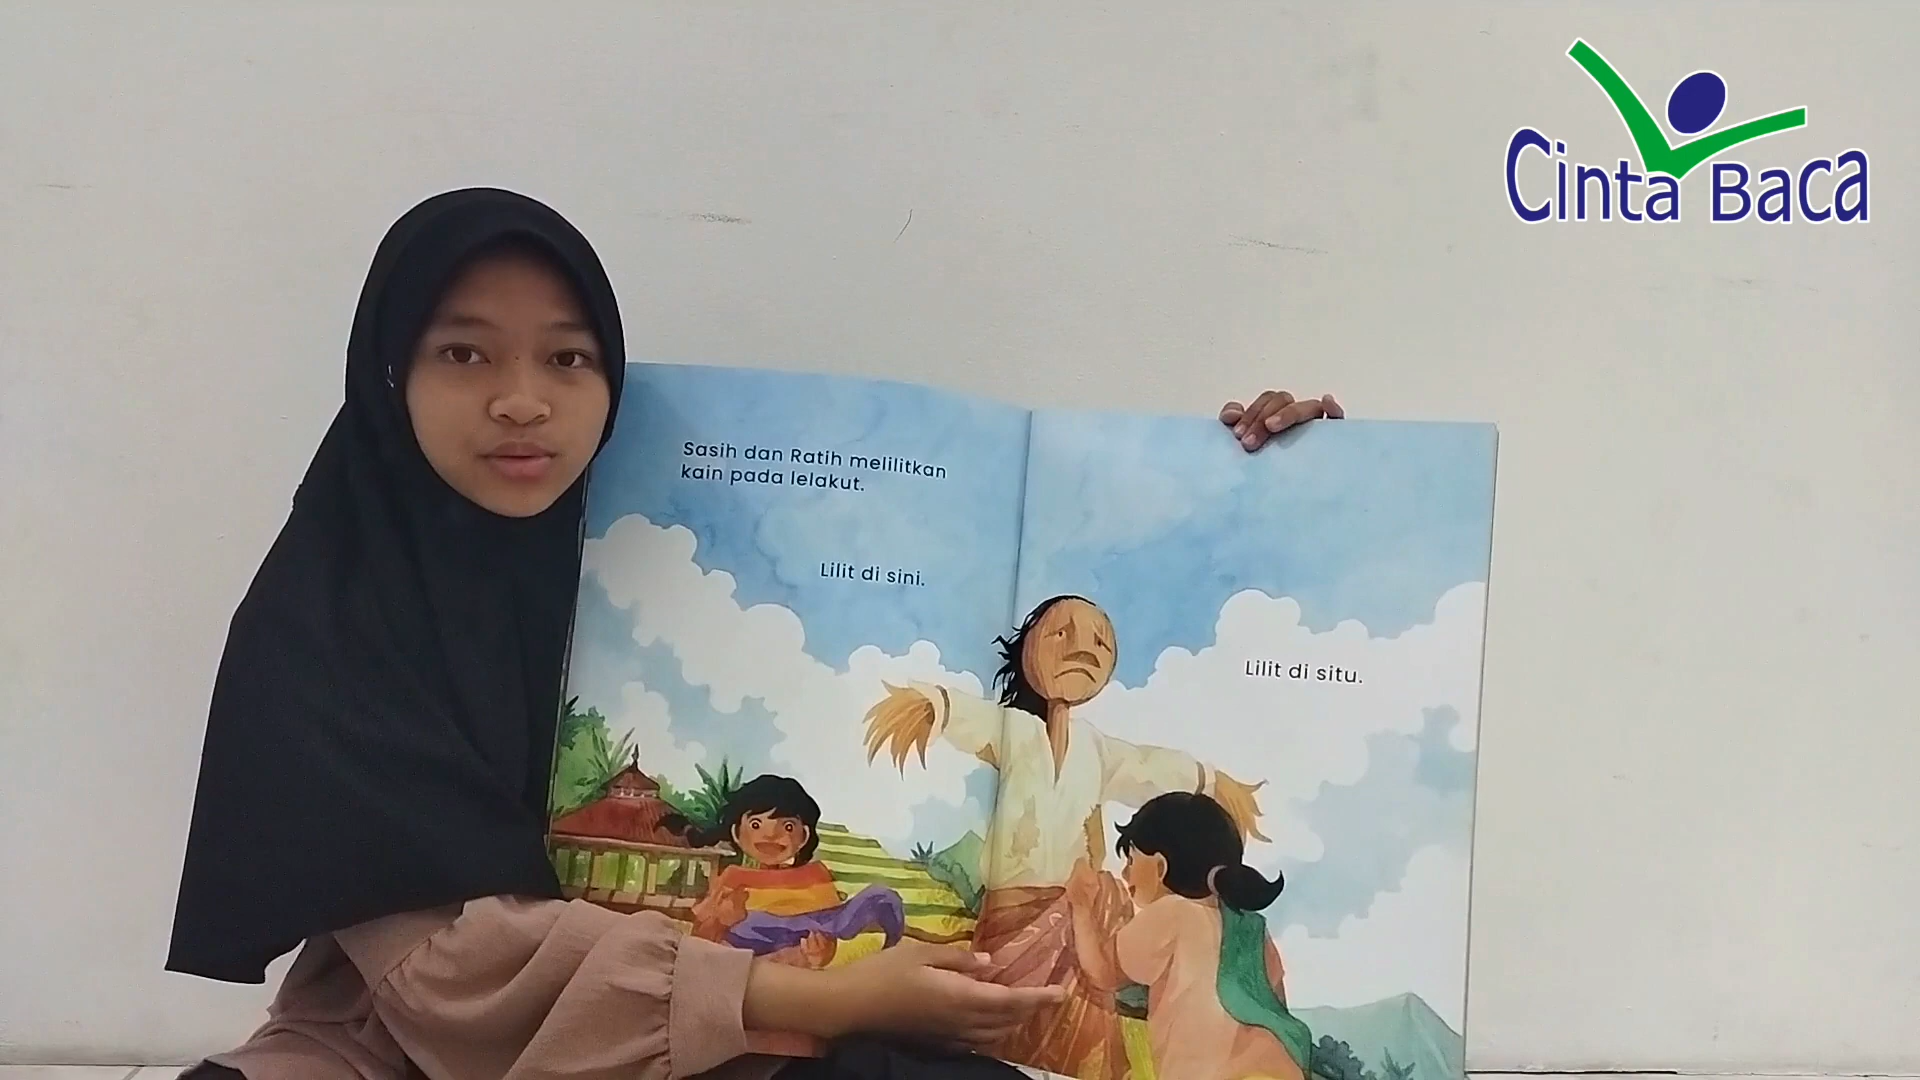 Cinta Baca
Sasih dan Ratih melilitkan
kain pada lelakut.
Lilit di sini.
Lilit di situ.